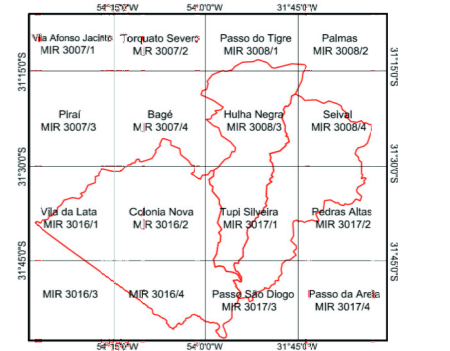 54°15'0"W 54°0'0"W 31°45'0"W
Vila Afonso Jacinto Torquato Severo Passo do Tigre Palmas
MIR 3007/1 MIR 3007/2 MIR 3008/1 MIR 3008/2
31°15'0"S 31°15'0"S
Piraí Bagé Hulha Negra Selval
MIR 3007/3 MIR 3007/4 MIR 3008/3 MIR 3008/4
31°30'0"S 31°30'0"S
Vila da Lata Colonia Nova Tupi Silveira Pedras Altas
MIR 3016/1 MIR 3016/2 MIR 3017/1 MIR 3017/2
31°45'0"S 31°45'0"S
MIR 3016/3 MIR 3016/4 Passo São Diogo Passo da Areia
MIR 3017/3 MIR 3017/4
54°15'0"W 54°0'0"W 31°45'0"W